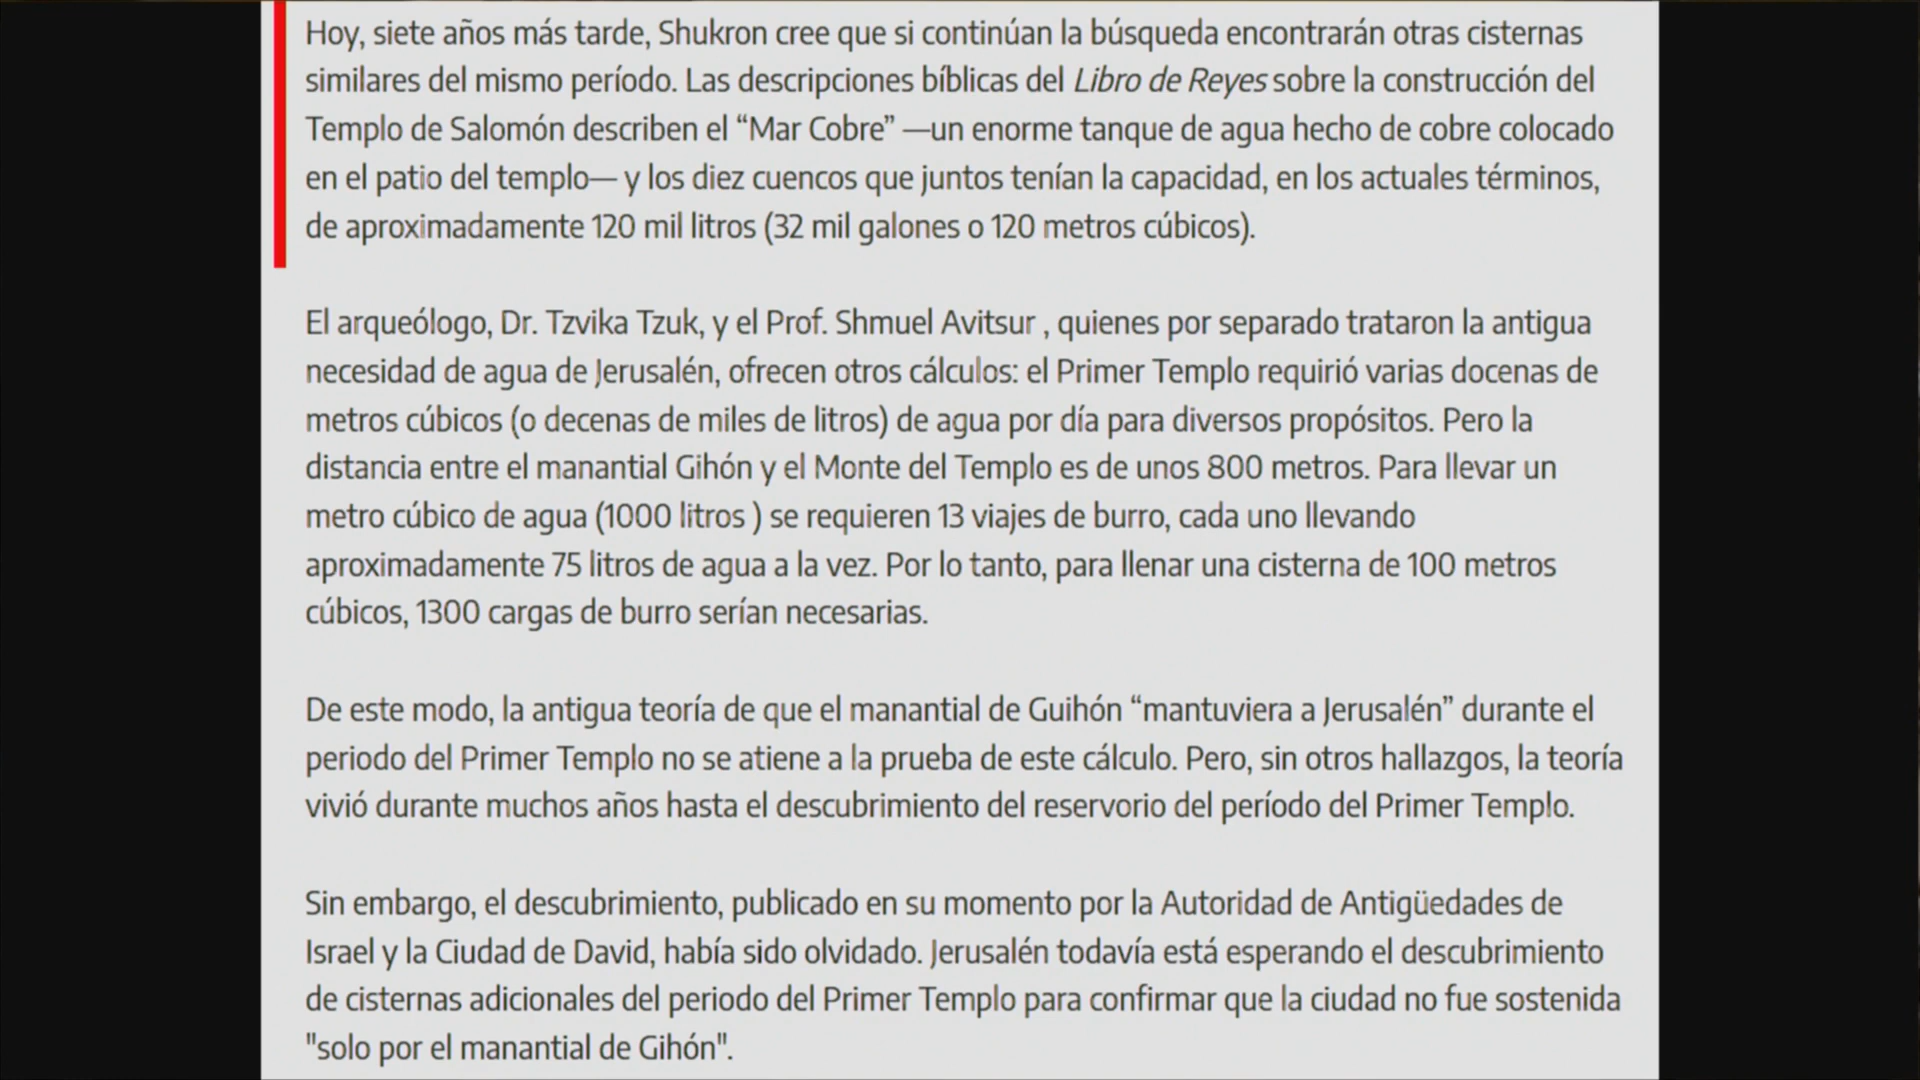 Hoy, siete años más tarde, Shukron cree que si continúan la búsqueda encontrarán otras cisternas
similares del mismo período. Las descripciones bíblicas del Libro de Reyes sobre la construcción del
Templo de Salomón describen el “Mar Cobre” —un enorme tanque de agua hecho de cobre colocado
en el patio del templo— y los diez cuencos que juntos tenían la capacidad, en los actuales términos,
de aproximadamente 120 mil litros (32 mil galones o 120 metros cúbicos).
El arqueólogo, Dr. Tzvika Tzuk, y el Prof. Shmuel Avitsur , quienes por separado trataron la antigua
necesidad de agua de Jerusalén, ofrecen otros cálculos: el Primer Templo requirió varias docenas de
metros cúbicos (o decenas de miles de litros) de agua por día para diversos propósitos. Pero la
distancia entre el manantial Gihón y el Monte del Templo es de unos 800 metros. Para llevar un
metro cúbico de agua (1000 litros ) se requieren 13 viajes de burro, cada uno llevando
aproximadamente 75 litros de agua a la vez. Por lo tanto, para llenar una cisterna de 100 metros
cúbicos, 1300 cargas de burro serían necesarias.
De este modo, la antigua teoría de que el manantial de Guihón “mantuviera a Jerusalén” durante el
periodo del Primer Templo no se atiene a la prueba de este cálculo. Pero, sin otros hallazgos, la teoría
vivió durante muchos años hasta el descubrimiento del reservorio del período del Primer Templo.
Sin embargo, el descubrimiento, publicado en su momento por la Autoridad de Antigüedades de
Israel y la Ciudad de David, había sido olvidado. Jerusalén todavía está esperando el descubrimiento
de cisternas adicionales del periodo del Primer Templo para confirmar que la ciudad no fue sostenida
"solo por el manantial de Gihón".